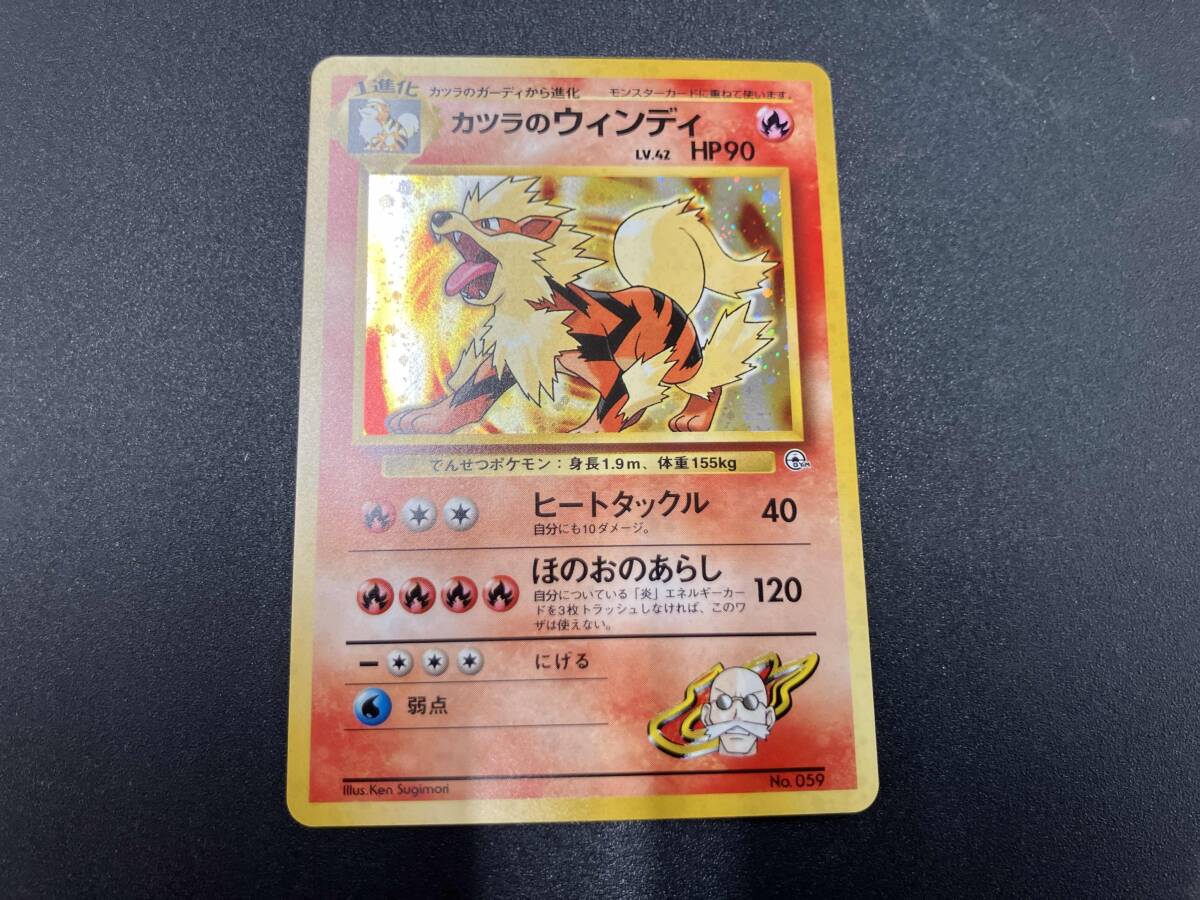 1進化
カツラのガーディから進化 モンスターカードに重ねて使います。
カツラのウィンディ
LV.42 HP90
でんせつポケモン:身長1.9m、体重155kg
GYM
ヒートタックル 40
自分にも10ダメージ。
ほのおのあらし 120
自分についている「炎」エネルギーカー
ドを3枚トラッシュしなければ、このワ
ザは使えない。
− にげる
弱点
Illus.Ken Sugimori No.059